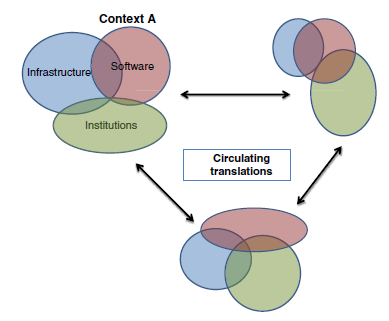 Context A
Infrastructure
Software
Institutions
Circulating
translations